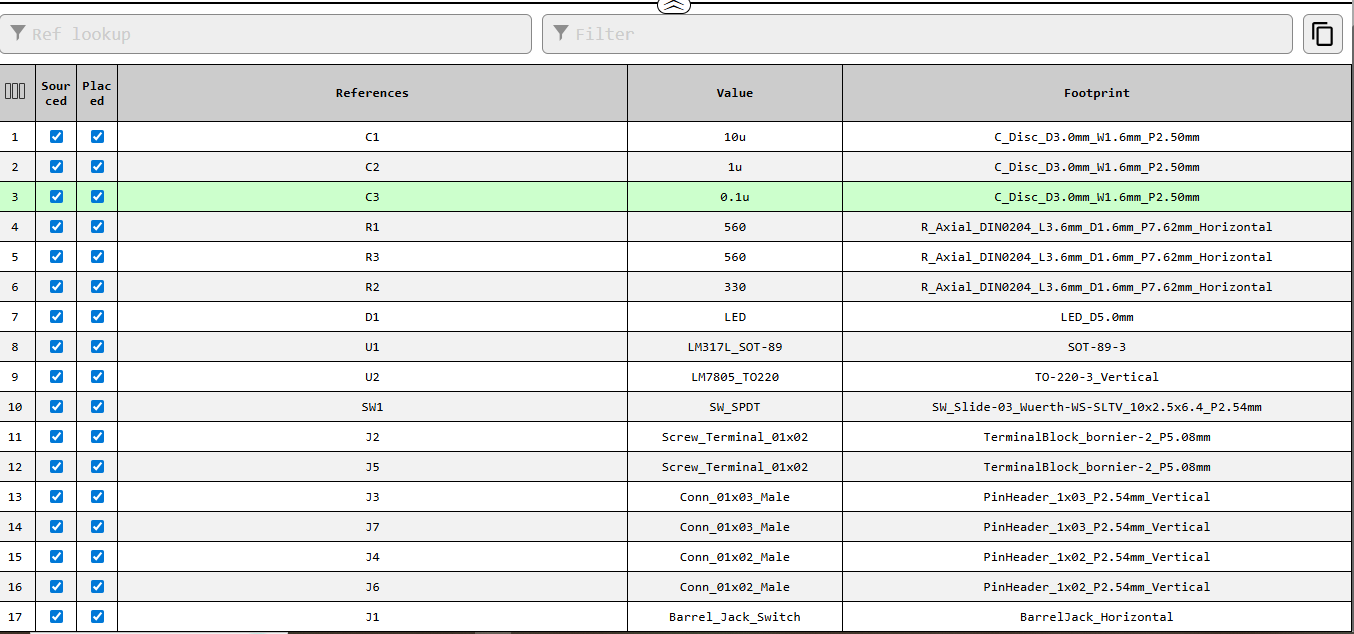 Ref lookup Filter
Sourced Placed References Value Footprint
1 C1 10u C_Disc_D3.0mm_W1.6mm_P2.50mm
2 C2 1u C_Disc_D3.0mm_W1.6mm_P2.50mm
3 C3 0.1u C_Disc_D3.0mm_W1.6mm_P2.50mm
4 R1 560 R_Axial_DIN0204_L3.6mm_D1.6mm_P7.62mm_Horizontal
5 R3 560 R_Axial_DIN0204_L3.6mm_D1.6mm_P7.62mm_Horizontal
6 R2 330 R_Axial_DIN0204_L3.6mm_D1.6mm_P7.62mm_Horizontal
7 D1 LED LED_D5.0mm
8 U1 LM317L_SOT-89 SOT-89-3
9 U2 LM7805_TO220 TO-220-3_Vertical
10 SW1 SW_SPDT SW_Slide-03_Wuerth-WS-SLTV_10x2.5x6.4_P2.54mm
11 J2 Screw_Terminal_01x02 TerminalBlock_bornier-2_P5.08mm
12 J5 Screw_Terminal_01x02 TerminalBlock_bornier-2_P5.08mm
13 J3 Conn_01x03_Male PinHeader_1x03_P2.54mm_Vertical
14 J7 Conn_01x03_Male PinHeader_1x03_P2.54mm_Vertical
15 J4 Conn_01x02_Male PinHeader_1x02_P2.54mm_Vertical
16 J6 Conn_01x02_Male PinHeader_1x02_P2.54mm_Vertical
17 J1 Barrel_Jack_Switch BarrelJack_Horizontal